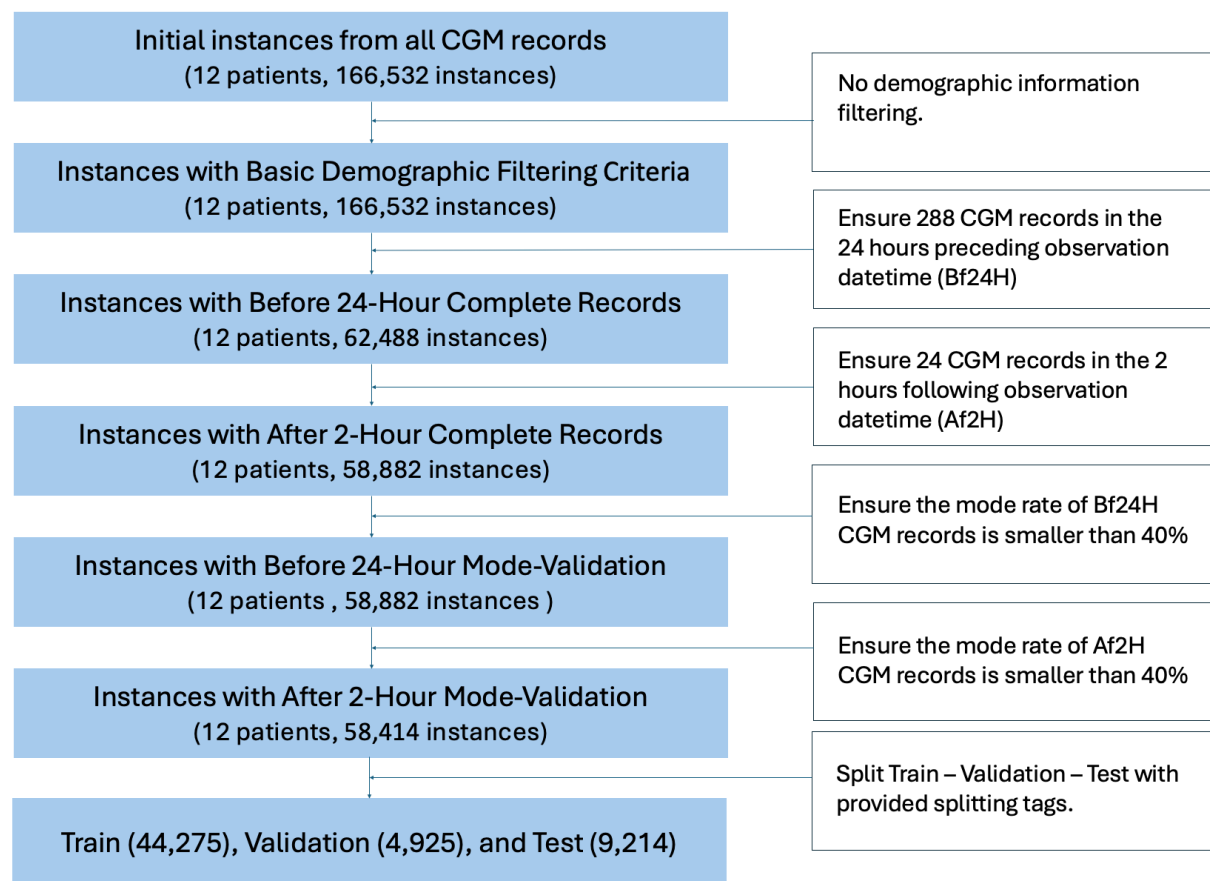 Initial instances from all CGM records
(12 patients, 166,532 instances)
No demographic information
filtering.
Instances with Basic Demographic Filtering Criteria
(12 patients, 166,532 instances)
Ensure 288 CGM records in the
24 hours preceding observation
datetime (Bf24H)
Instances with Before 24-Hour Complete Records
(12 patients, 62,488 instances)
Ensure 24 CGM records in the 2
hours following observation
datetime (Af2H)
Instances with After 2-Hour Complete Records
(12 patients, 58,882 instances)
Ensure the mode rate of Bf24H
CGM records is smaller than 40%
Instances with Before 24-Hour Mode-Validation
(12 patients , 58,882 instances )
Ensure the mode rate of Af2H
CGM records is smaller than 40%
Instances with After 2-Hour Mode-Validation
(12 patients, 58,414 instances)
Split Train – Validation – Test with
provided splitting tags.
Train (44,275), Validation (4,925), and Test (9,214)